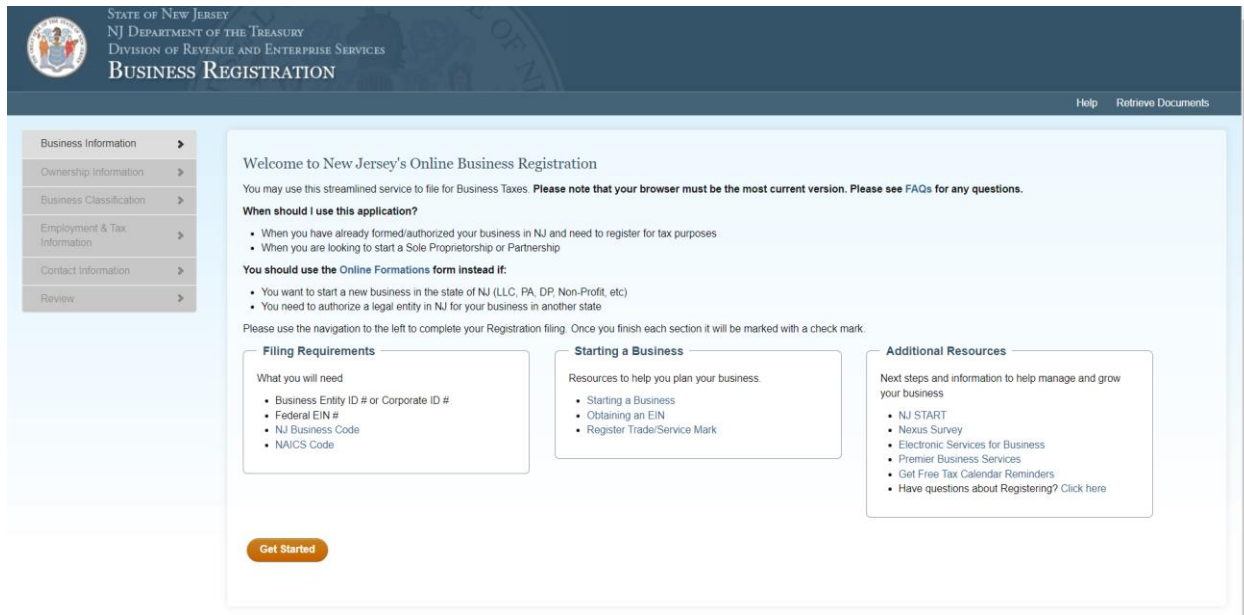 STATE OF NEW JERSEY
NJ DEPARTMENT OF THE TREASURY
DIVISION OF REVENUE AND ENTERPRISE SERVICES
BUSINESS REGISTRATION
Help Retrieve Documents
Business Information
Ownership Information
Business Classification
Employment & Tax
Information
Contact Information
Review
Welcome to New Jersey's Online Business Registration
You may use this streamlined service to file for Business Taxes. Please note that your browser must be the most current version. Please see FAQs for any questions.
When should I use this application?
• When you have already formed/authorized your business in NJ and need to register for tax purposes
• When you are looking to start a Sole Proprietorship or Partnership
You should use the Online Formations form instead if:
• You want to start a new business in the state of NJ (LLC, PA, DP, Non-Profit, etc)
• You need to authorize a legal entity in NJ for your business in another state
Please use the navigation to the left to complete your Registration filing. Once you finish each section it will be marked with a check mark.
Filing Requirements
What you will need
• Business Entity ID # or Corporate ID #
• Federal EIN #
• NJ Business Code
• NAICS Code
Starting a Business
Resources to help you plan your business.
• Starting a Business
• Obtaining an EIN
• Register Trade/Service Mark
Additional Resources
Next steps and information to help manage and grow
your business
• NJ START
• Nexus Survey
• Electronic Services for Business
• Premier Business Services
• Get Free Tax Calendar Reminders
• Have questions about Registering? Click here
Get Started